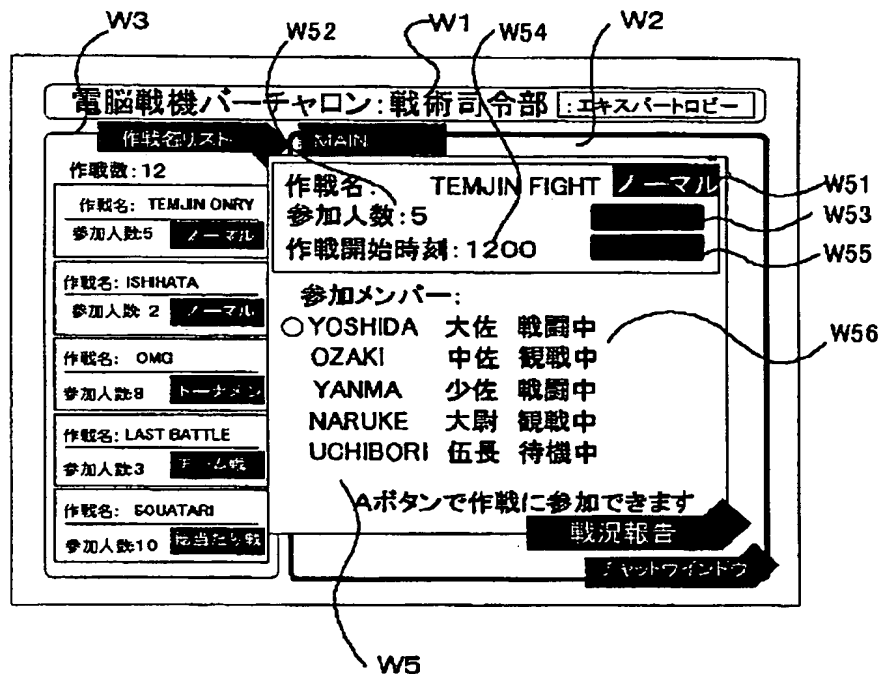 W3
W52
W1
W54
W2
電脳戦機バーチャロン:戦術司令部 :エキスパートロビー
作戦名リスト
MAIN
作戦数:12
作戦名: TEMJIN ONRY
参加人数:5 ノーマル
作戦名: ISHIHATA
参加人数 2 ノーマル
作戦名: OMG
参加人数:8 トーナメン
作戦名: LAST BATTLE
参加人数:3 チーム戦
作戦名: SOUATARI
参加人数:10 総当たり戦
作戦名: TEMJIN FIGHT ノーマル
参加人数:5
作戦開始時刻:1200
W51
W53
W55
参加メンバー:
○YOSHIDA 大佐 戦闘中
OZAKI 中佐 観戦中
YANMA 少佐 戦闘中
NARUKE 大尉 観戦中
UCHIBORI 伍長 待機中
W56
Aボタンで作戦に参加できます
戦況報告
チャットウインドウ
W5